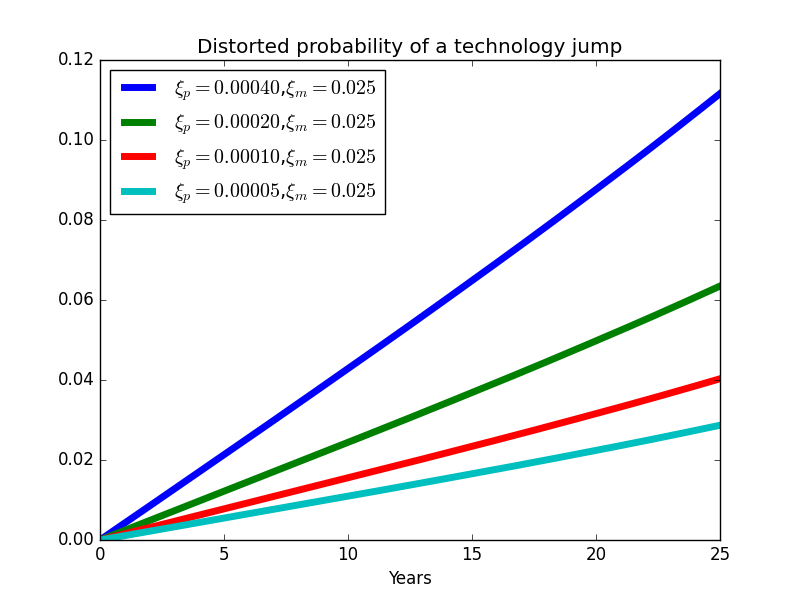 Distorted probability of a technology jump
0.12
0.10
0.08
0.06
0.04
0.02
0.00
ξp = 0.00040,ξm = 0.025
ξp = 0.00020,ξm = 0.025
ξp = 0.00010,ξm = 0.025
ξp = 0.00005,ξm = 0.025
0 5 10 15 20 25
Years